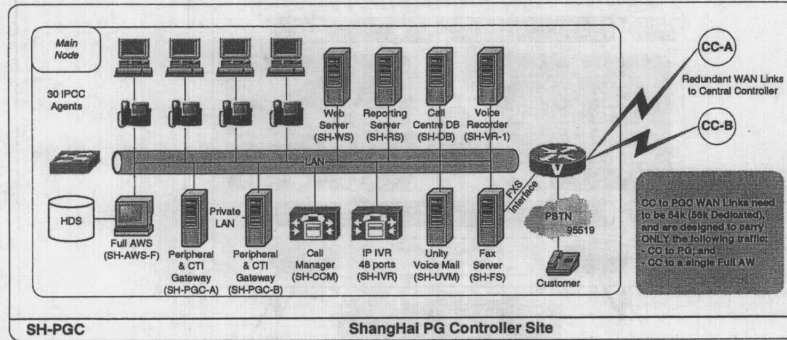 Main
Node
30 IPCC
Agents
Web
Server
(SH-WS)
Reporting
Server
(SH-RS)
Call
Centre DB
(SH-DB)
Voice
Recorder
(SH-VR-1)
CC-A
Redundant WAN Links
to Central Controller
CC-B
LAN
V
FXS
Interface
HDS
Private
LAN
PSTN
95519
Full AWS
(SH-AWS-F)
Peripheral
& CTI
Gateway
(SH-PGC-A)
Peripheral
& CTI
Gateway
(SH-PGC-B)
Call
Manager
(SH-CCM)
IP IVR
48 ports
(SH-IVR)
Unity
Voice Mail
(SH-UVM)
Fax
Server
(SH-FS)
Customer
CC to PGC WAN Links need
to be 64k (56k Dedicated),
and are designed to carry
ONLY the following traffic:
- CC to PG; and
- CC to a single Full AW
SH-PGC
ShangHai PG Controller Site